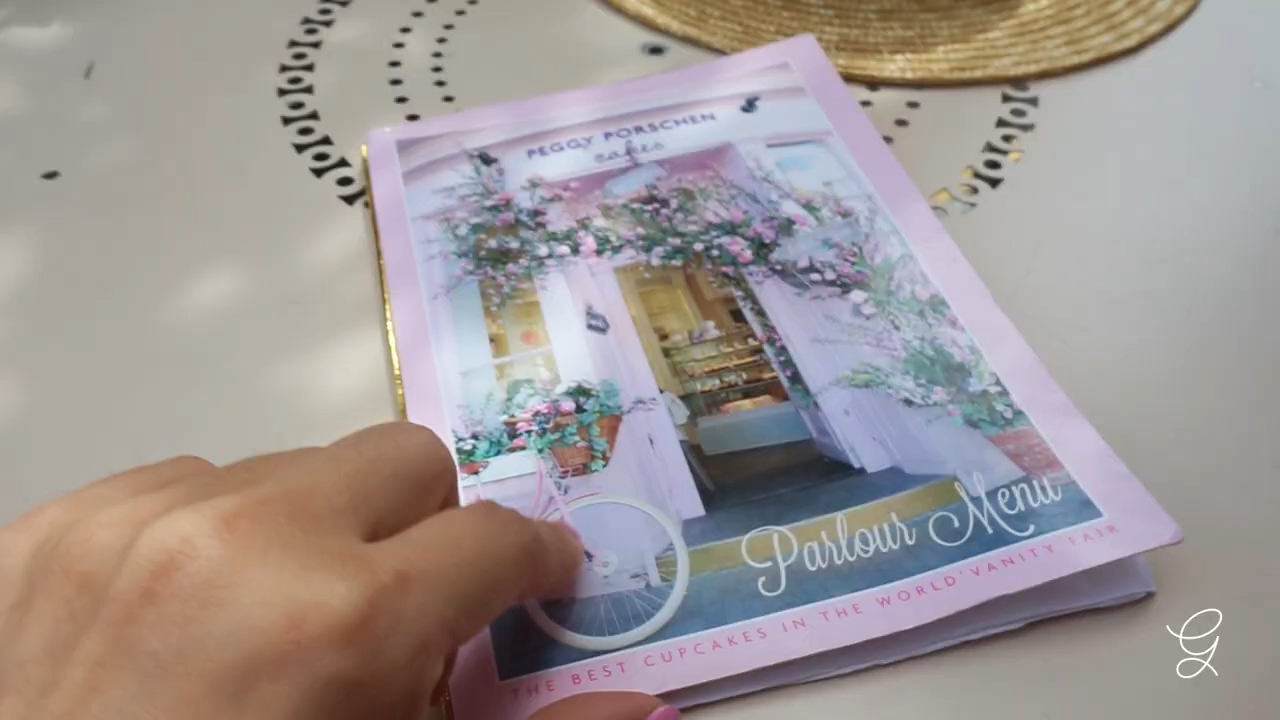 PEGGY PORSCHEN
cakes
Parlour Menu
THE BEST CUPCAKES IN THE WORLD' VANITY FAIR
G